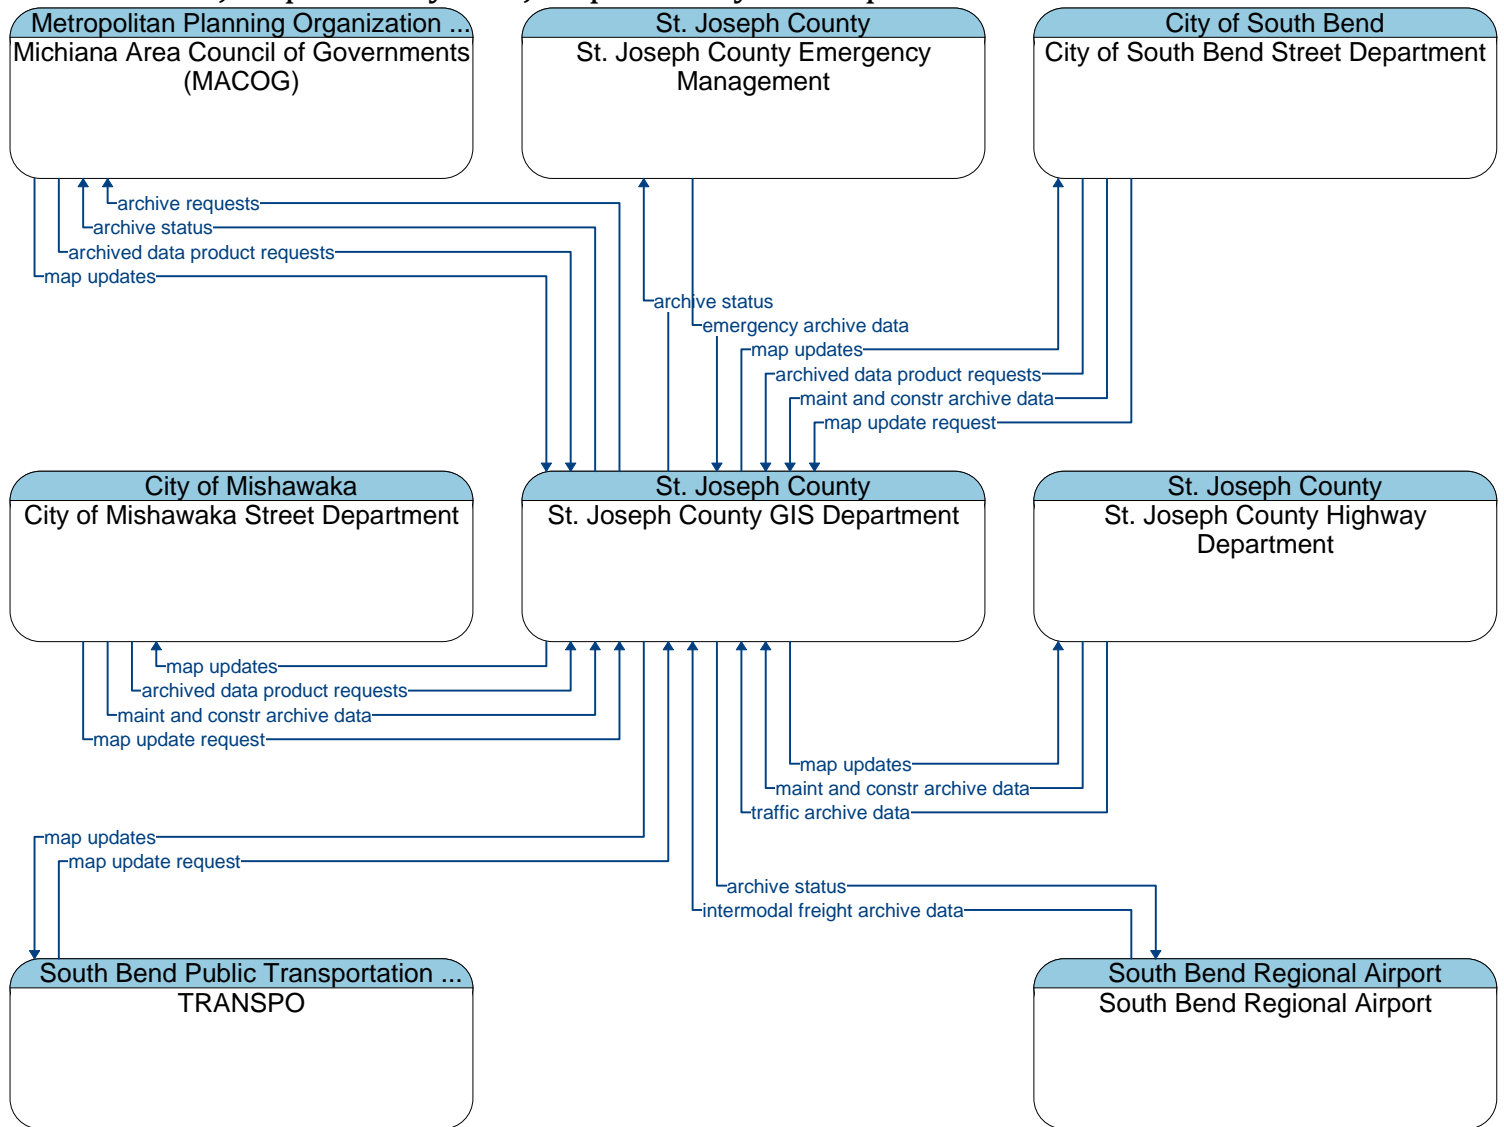 Metropolitan Planning Organization ...
Michiana Area Council of Governments
(MACOG)
St. Joseph County
St. Joseph County Emergency
Management
City of South Bend
City of South Bend Street Department
archive requests
archive status
archived data product requests
map updates
archive status
emergency archive data
map updates
archived data product requests
maint and constr archive data
map update request
City of Mishawaka
City of Mishawaka Street Department
St. Joseph County
St. Joseph County GIS Department
St. Joseph County
St. Joseph County Highway
Department
map updates
archived data product requests
maint and constr archive data
map update request
map updates
maint and constr archive data
traffic archive data
map updates
map update request
archive status
intermodal freight archive data
South Bend Public Transportation ...
TRANSPO
South Bend Regional Airport
South Bend Regional Airport